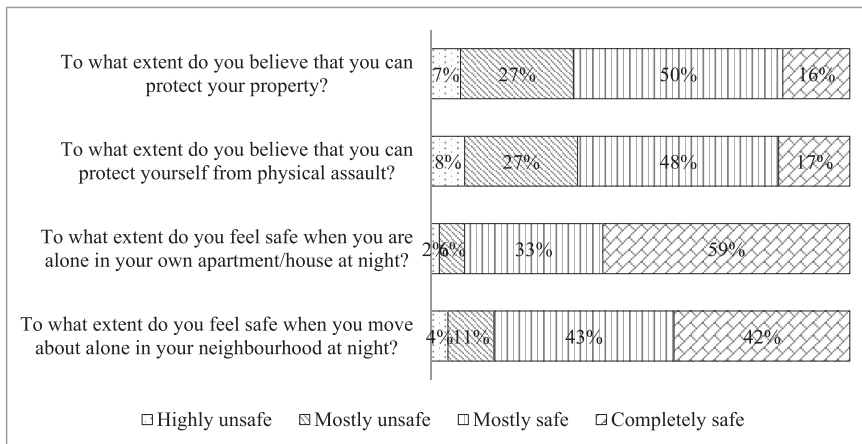 To what extent do you believe that you can
protect your property?
7% 27% 50% 16%
To what extent do you believe that you can
protect yourself from physical assault?
8% 27% 48% 17%
To what extent do you feel safe when you are
alone in your own apartment/house at night?
2% 6% 33% 59%
To what extent do you feel safe when you move
about alone in your neighbourhood at night?
4% 11% 43% 42%
Highly unsafe Mostly unsafe Mostly safe Completely safe